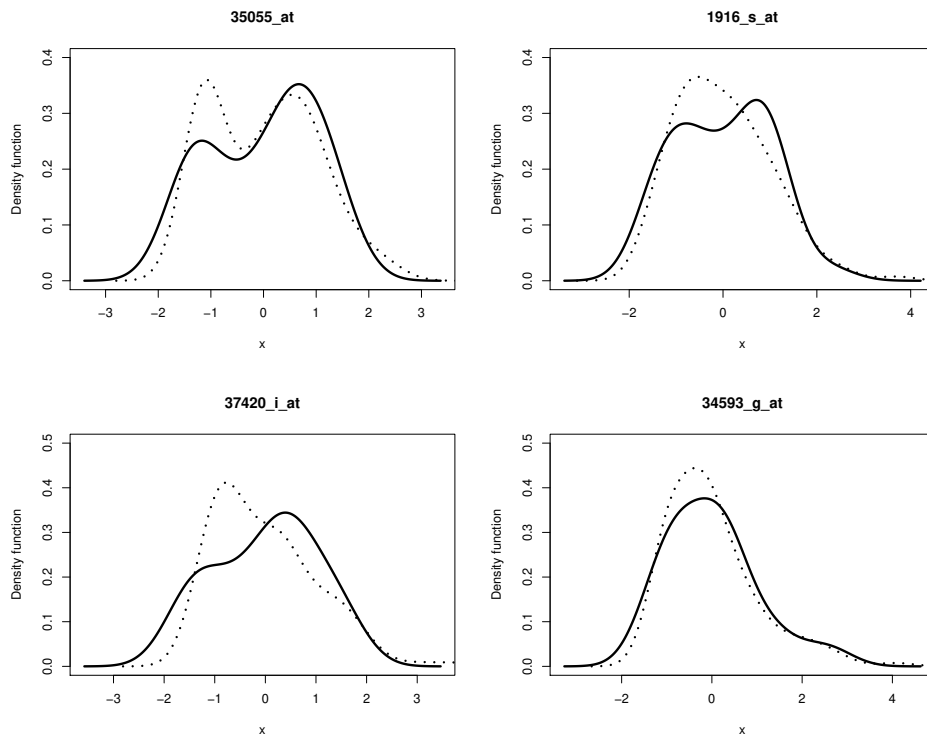 35055_at
Density function
0.0 0.1 0.2 0.3 0.4
−3 −2 −1 0 1 2 3
x
1916_s_at
Density function
0.0 0.1 0.2 0.3 0.4
−2 0 2 4
x
37420_i_at
Density function
0.0 0.1 0.2 0.3 0.4 0.5
−3 −2 −1 0 1 2 3
x
34593_g_at
Density function
0.0 0.1 0.2 0.3 0.4 0.5
−2 0 2 4
x